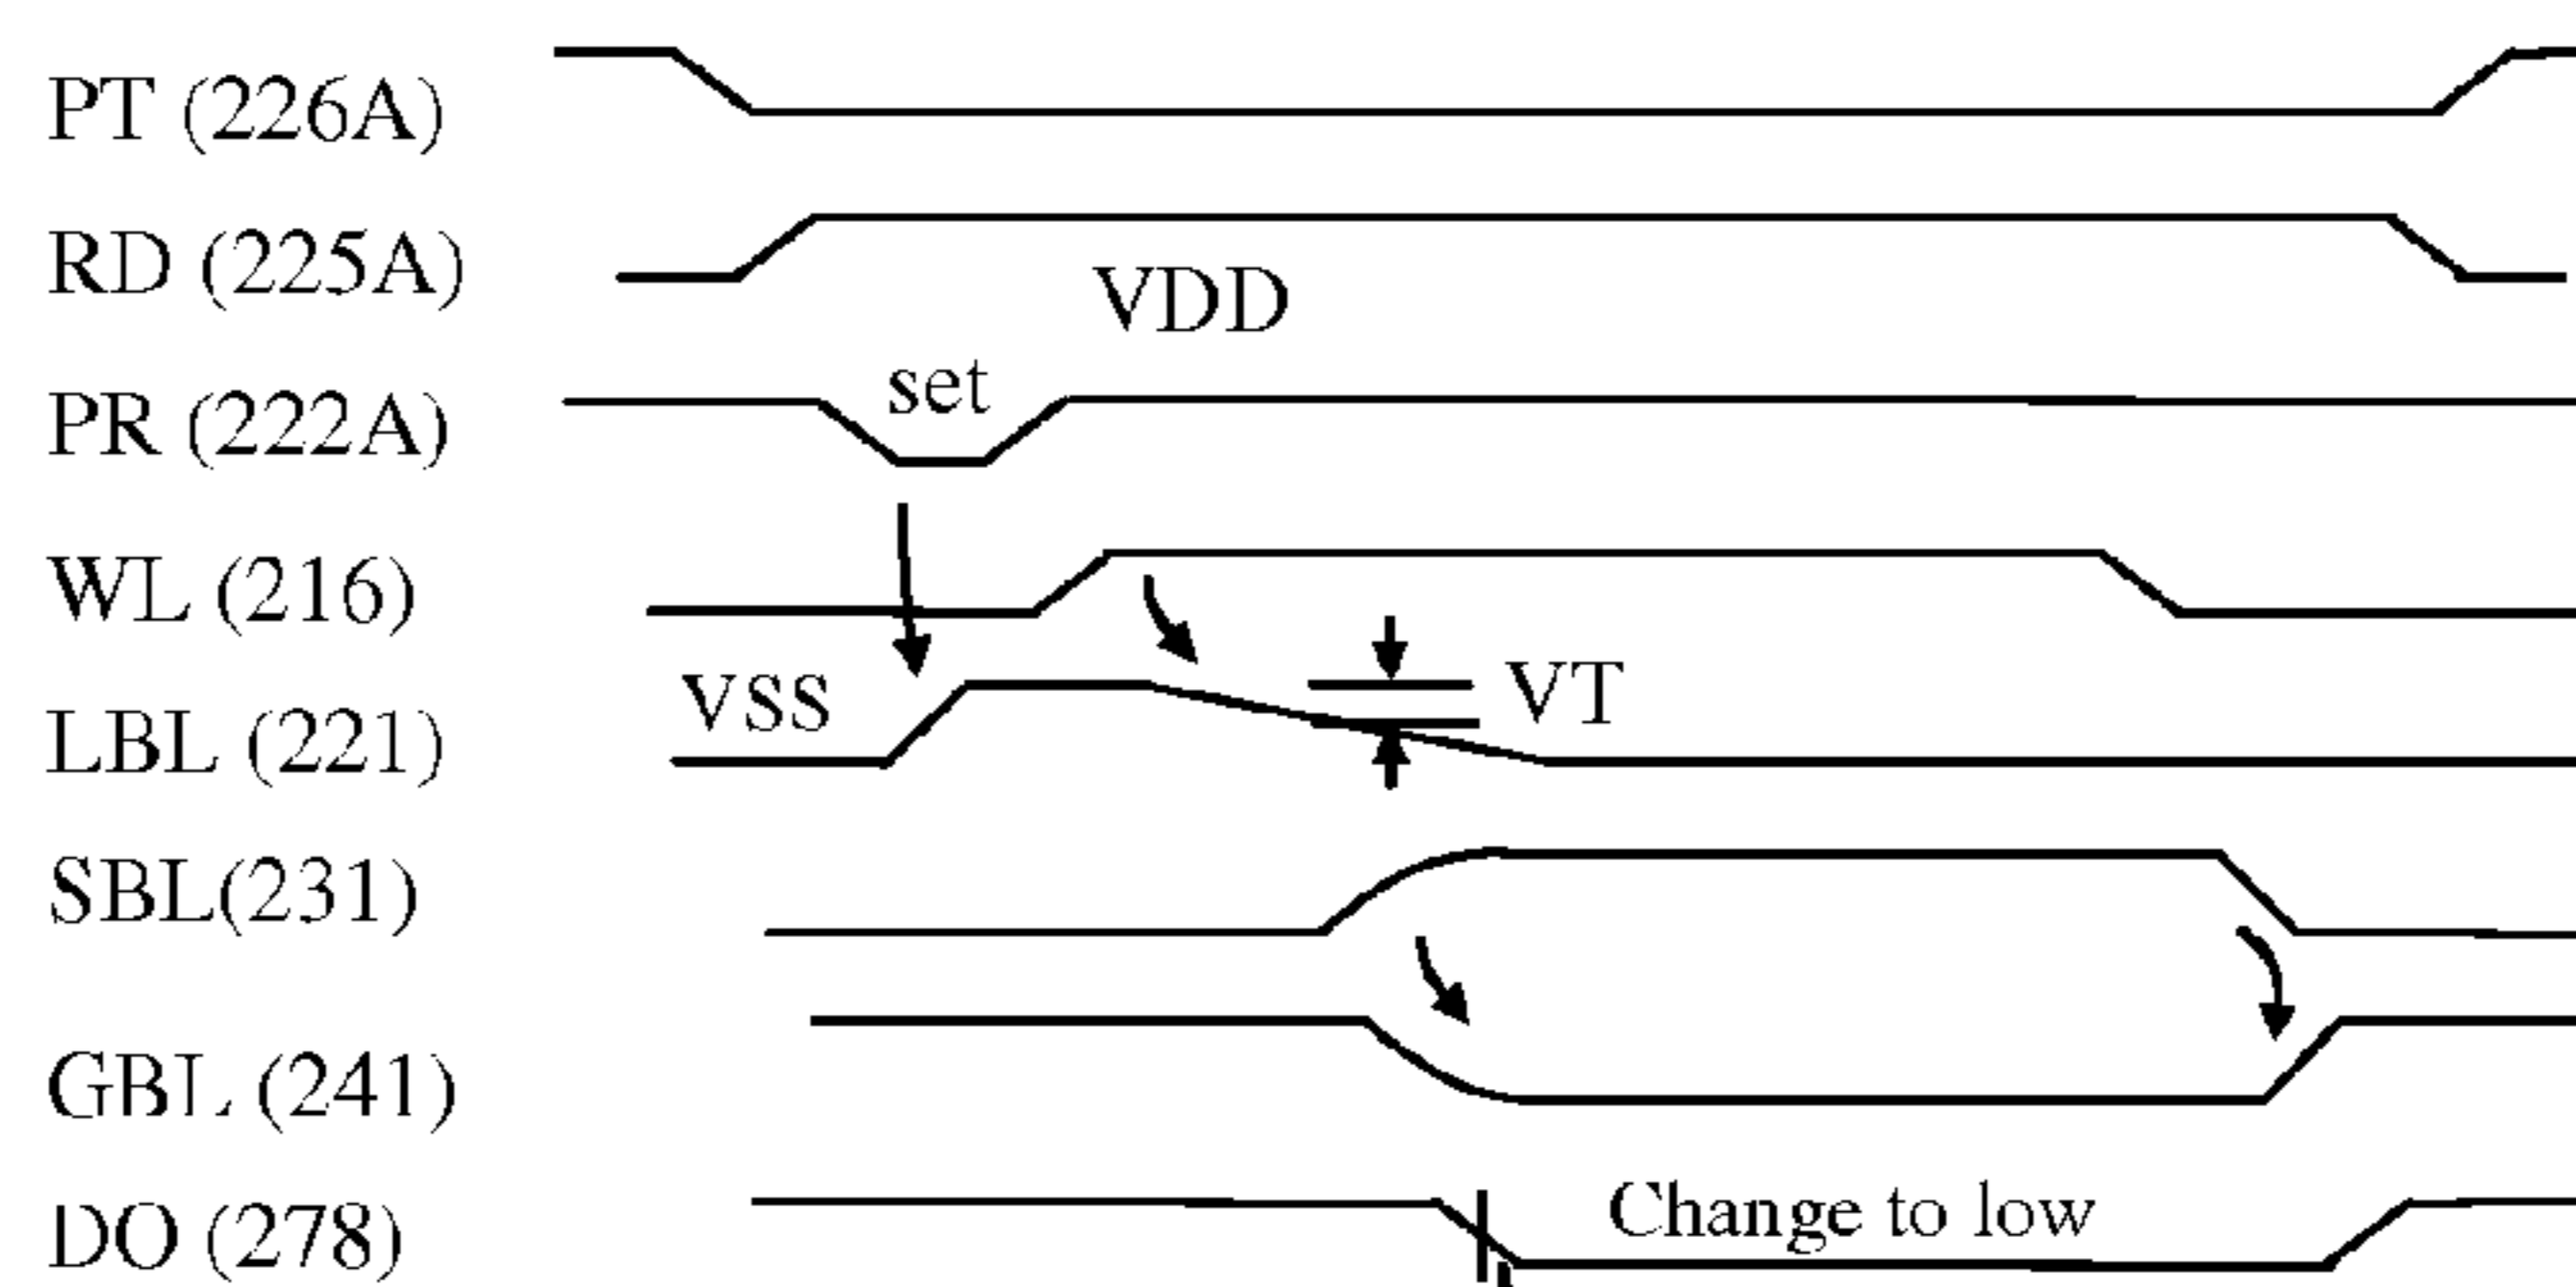 PT (226A)
RD (225A)
VDD
set
PR (222A)
WL (216)
VSS
VT
LBL (221)
SBL(231)
GBL (241)
DO (278)
Change to low